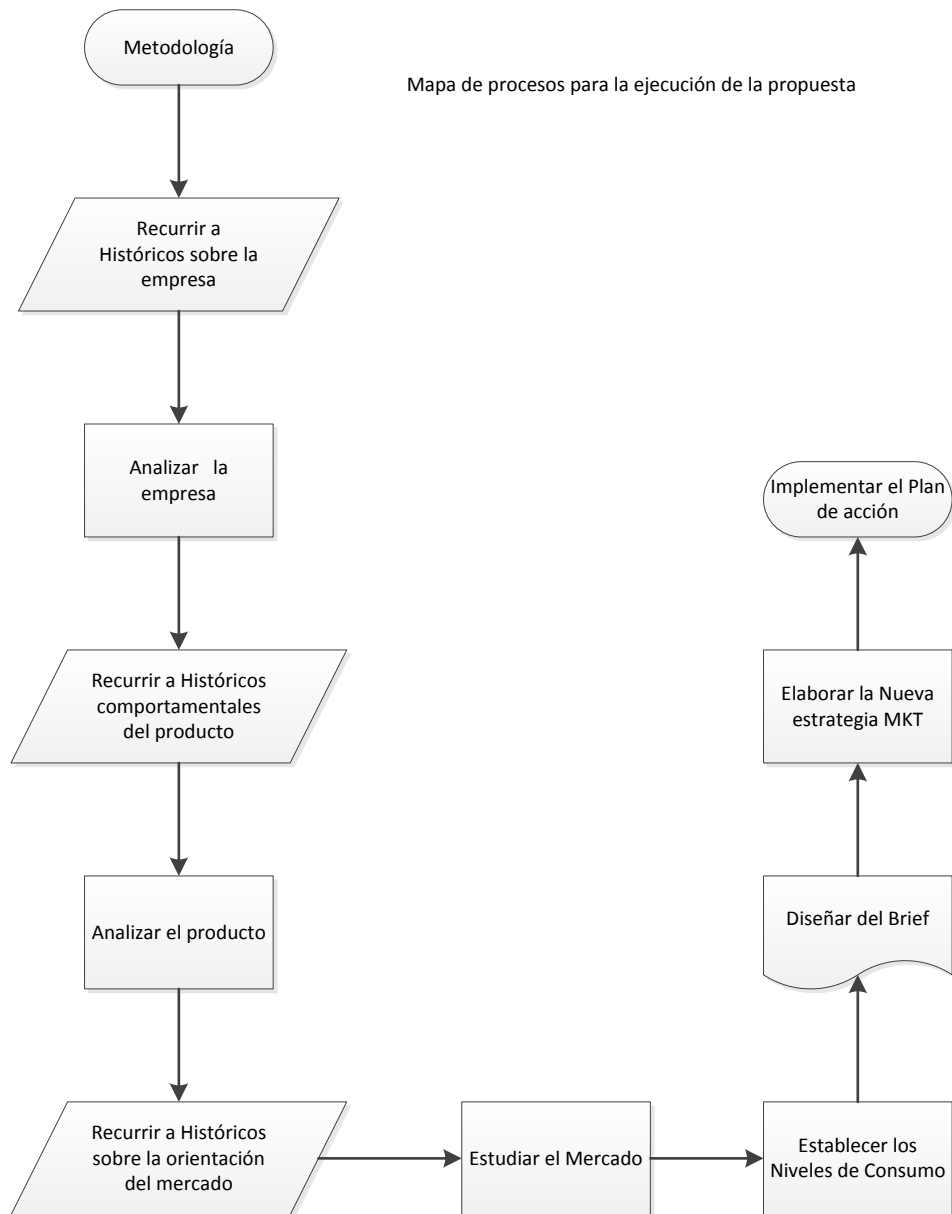 Metodología
Mapa de procesos para la ejecución de la propuesta
Recurrir a
Históricos sobre la
empresa
Analizar la
empresa
Recurrir a Históricos
comportamentales
del producto
Analizar el producto
Recurrir a Históricos
sobre la orientación
del mercado
Estudiar el Mercado
Establecer los
Niveles de Consumo
Diseñar del Brief
Elaborar la Nueva
estrategia MKT
Implementar el Plan
de acción